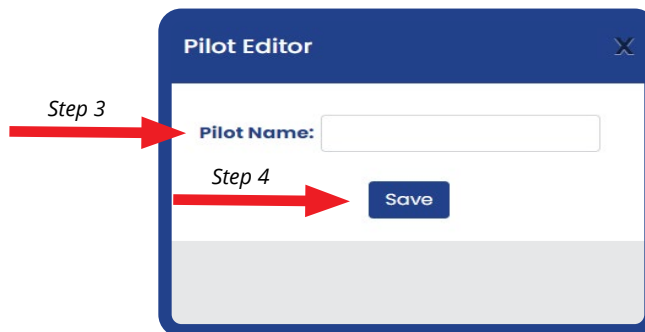 Pilot Editor X
Step 3
Pilot Name:
Step 4
Save